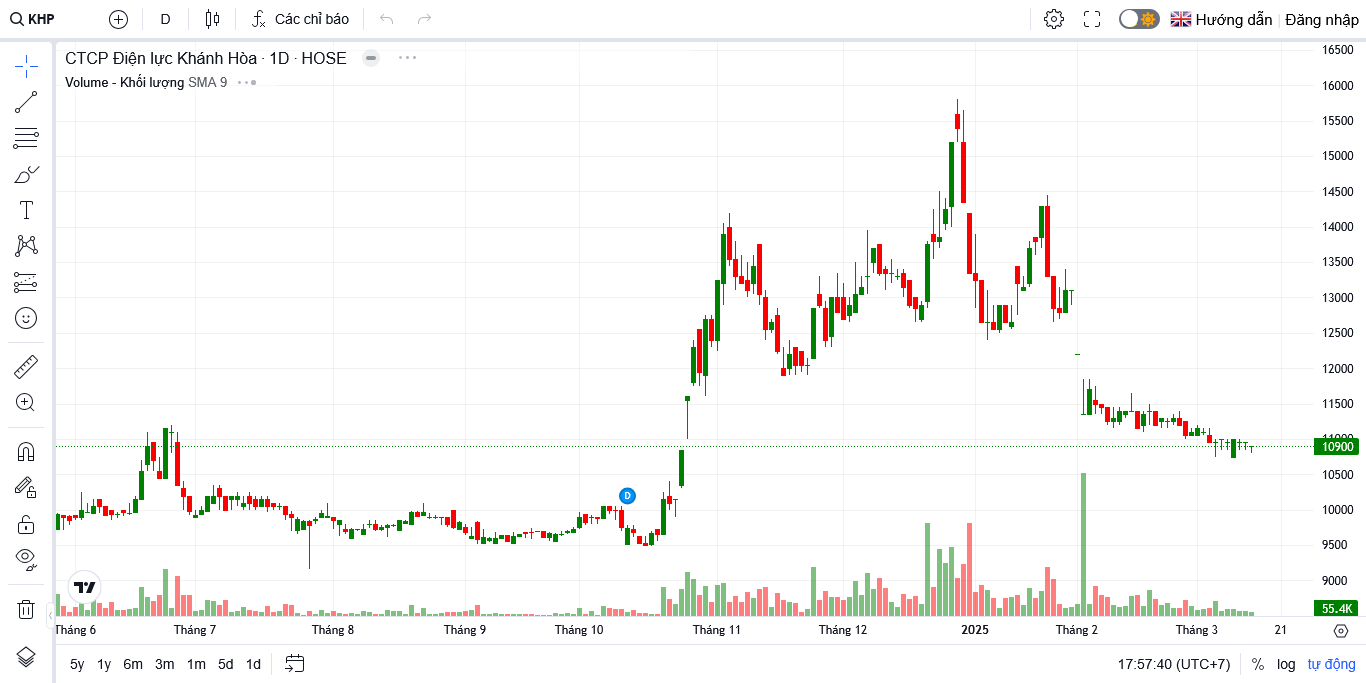 KHP D Các chỉ báo Hướng dẫn Đăng nhập
CTCP Điện lực Khánh Hòa · 1D · HOSE
Volume - Khối lượng SMA 9
16500
16000
15500
15000
14500
14000
13500
13000
12500
12000
11500
11000
10900
10500
10000
D
9500
9000
55.4K
Tháng 6 Tháng 7 Tháng 8 Tháng 9 Tháng 10 Tháng 11 Tháng 12 2025 Tháng 2 Tháng 3 21
5y 1y 6m 3m 1m 5d 1d 17:57:40 (UTC+7) % log tự động